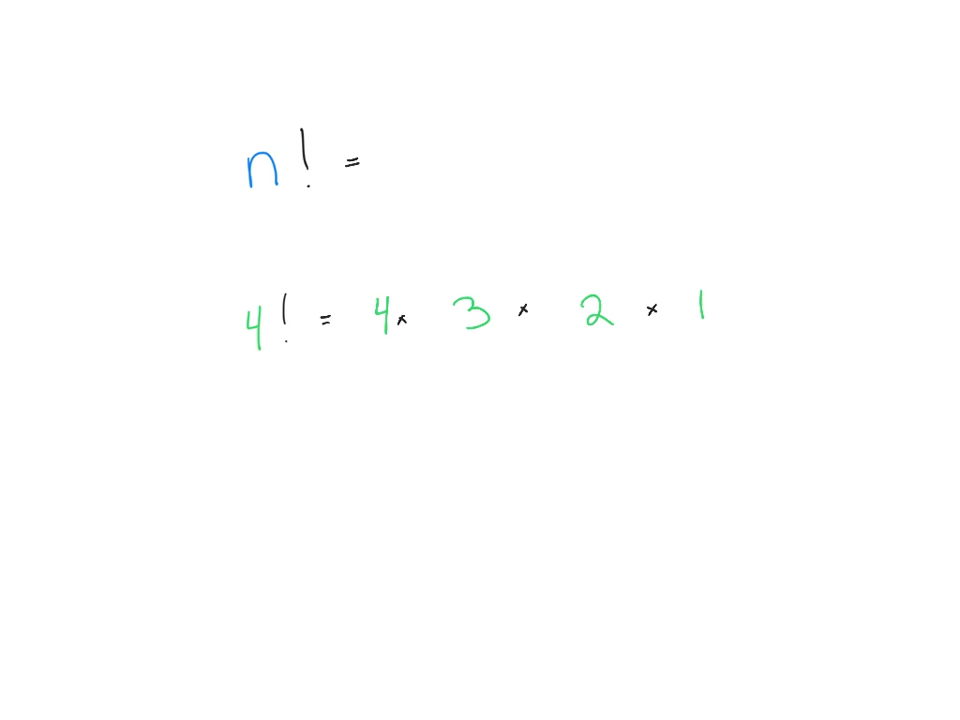 n! =
4! = 4 × 3 × 2 × 1